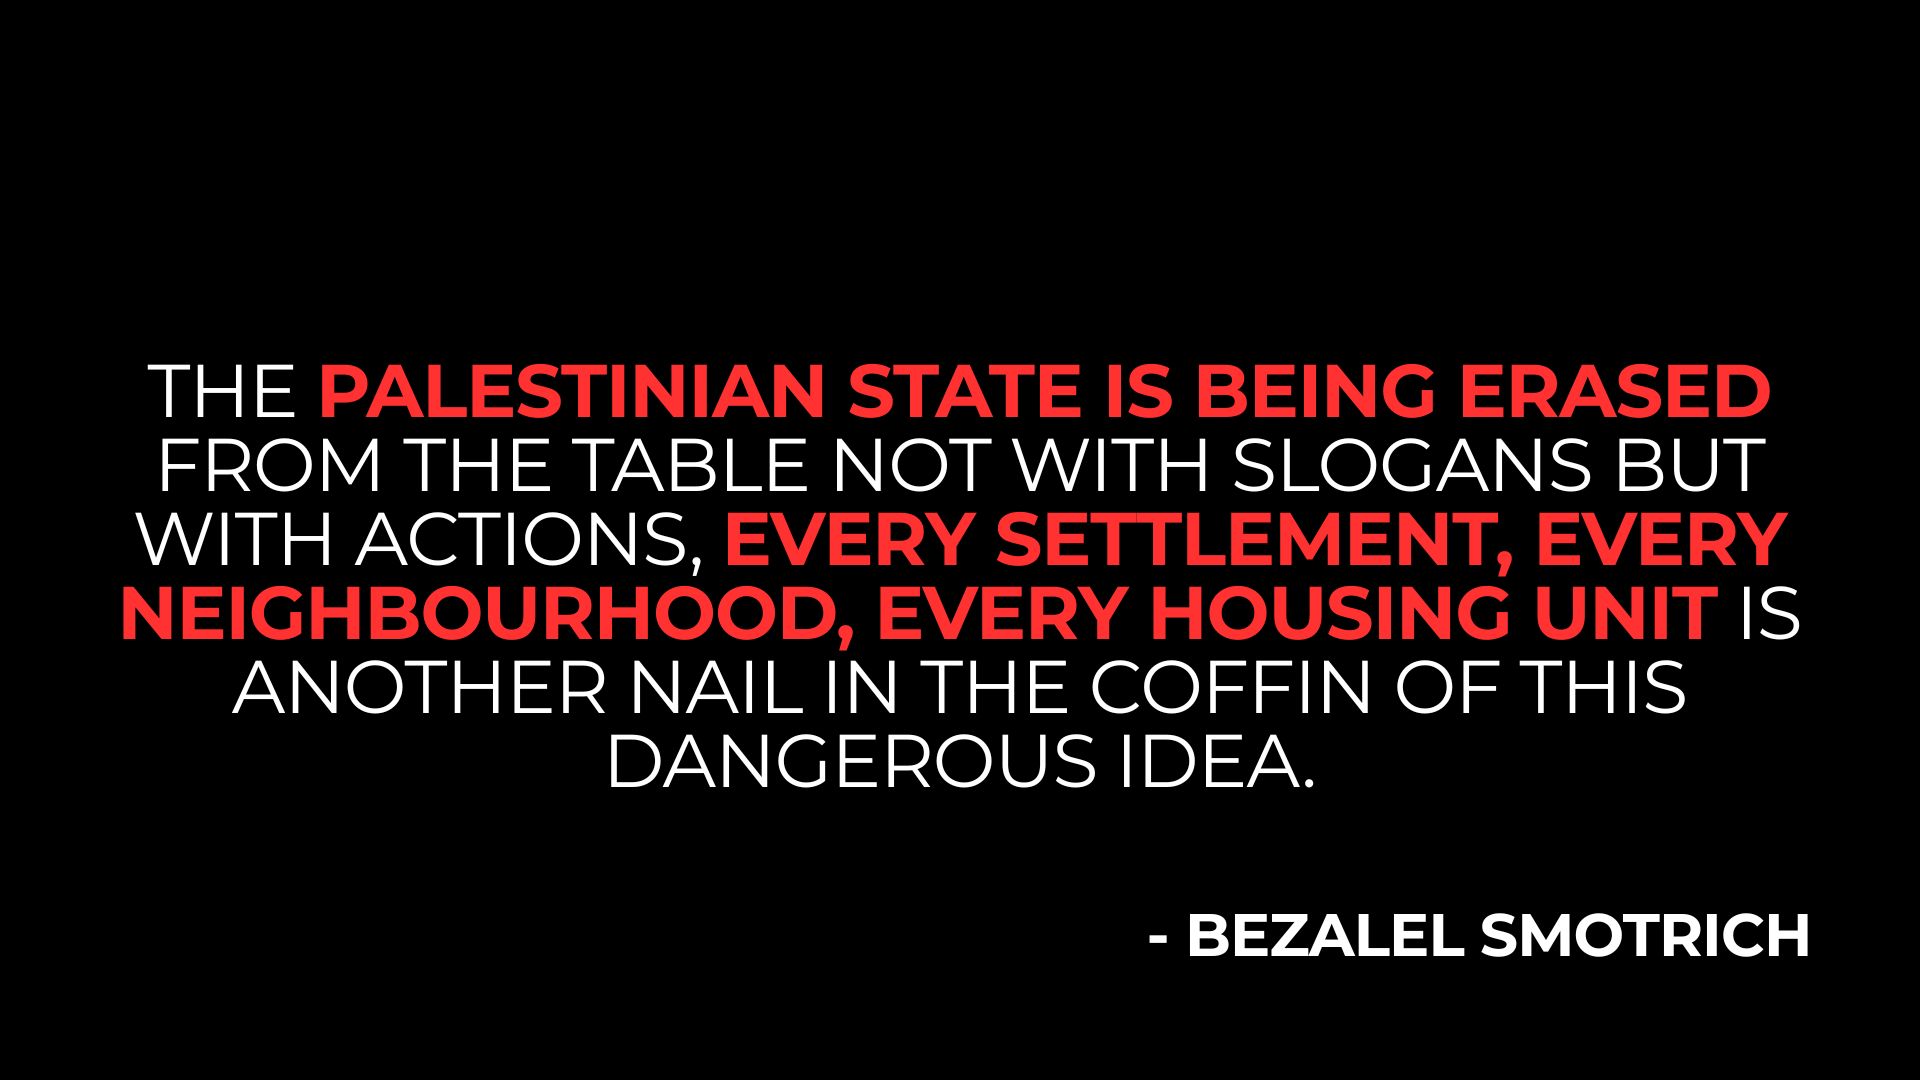 THE PALESTINIAN STATE IS BEING ERASED
FROM THE TABLE NOT WITH SLOGANS BUT
WITH ACTIONS, EVERY SETTLEMENT, EVERY
NEIGHBOURHOOD, EVERY HOUSING UNIT IS
ANOTHER NAIL IN THE COFFIN OF THIS
DANGEROUS IDEA.
- BEZALEL SMOTRICH